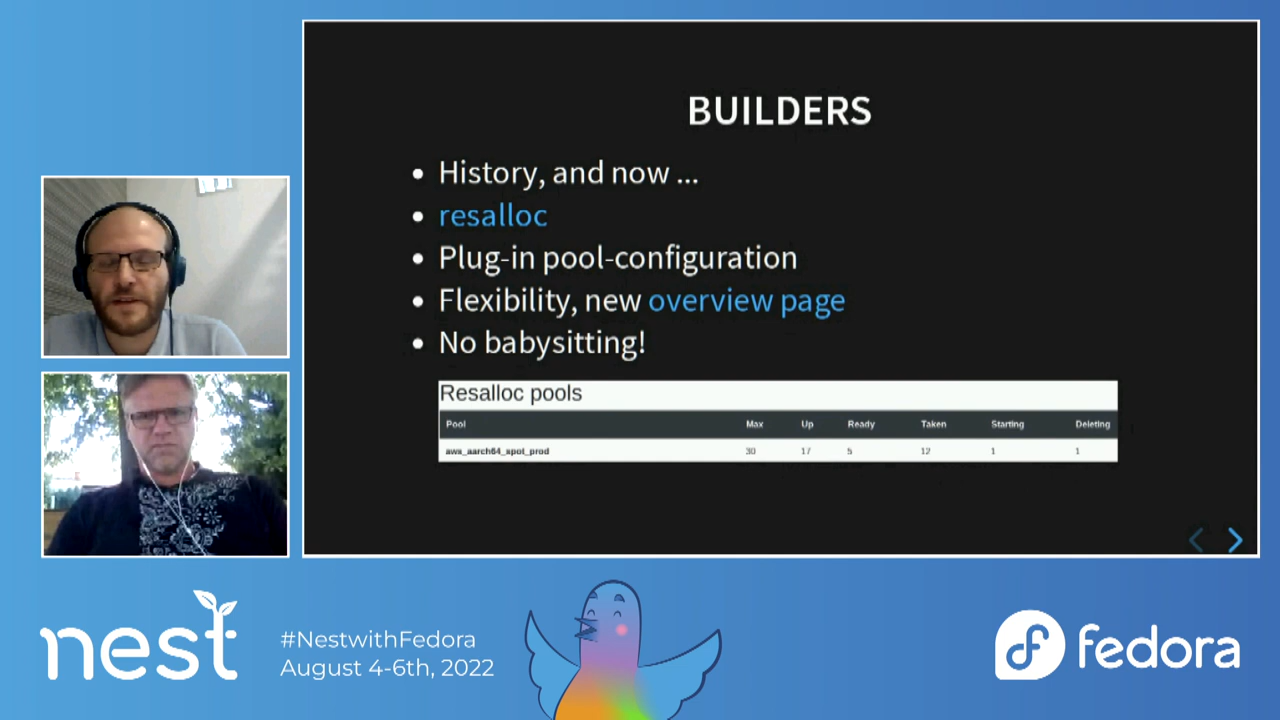 BUILDERS
History, and now ...
resalloc
Plug-in pool-configuration
Flexibility, new overview page
No babysitting!
Resalloc pools
Pool Max Up Ready Taken Starting Deleting
aws_aarch64_spot_prod 30 17 5 12 1 1
nest
#NestwithFedora
August 4-6th, 2022
fedora